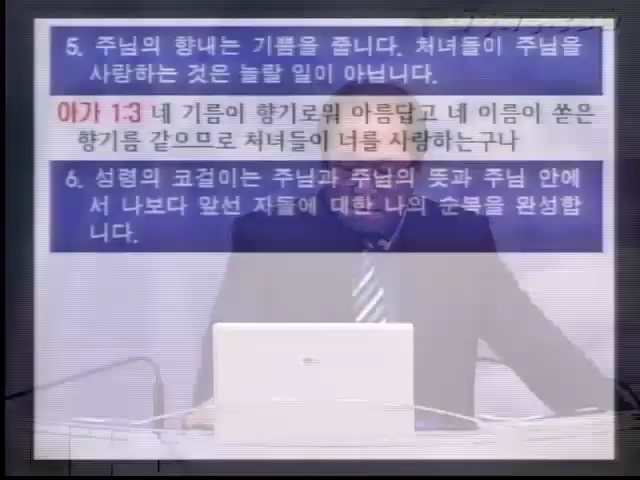 5. 주님의 향내는 기쁨을 줍니다. 처녀들이 주님을
사랑하는 것은 놀랄 일이 아닙니다.
아가 1:3 네 기름이 향기로워 아름답고 네 이름이 쏟은
향기름 같으므로 처녀들이 너를 사랑하는구나
6. 성령의 코걸이는 주님과 주님의 뜻과 주님 안에
서 나보다 앞선 자들에 대한 나의 순복을 완성합
니다.